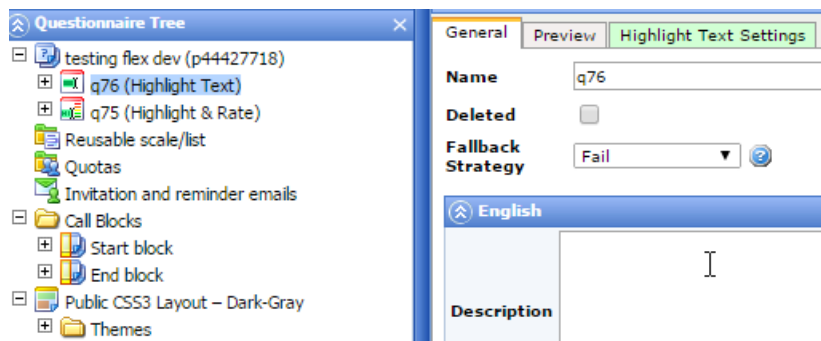 Questionnaire Tree
testing flex dev (p44427718)
q76 (Highlight Text)
q75 (Highlight & Rate)
Reusable scale/list
Quotas
Invitation and reminder emails
Call Blocks
Start block
End block
Public CSS3 Layout – Dark-Gray
Themes
General Preview Highlight Text Settings
Name q76
Deleted
Fallback
Strategy Fail
English
Description